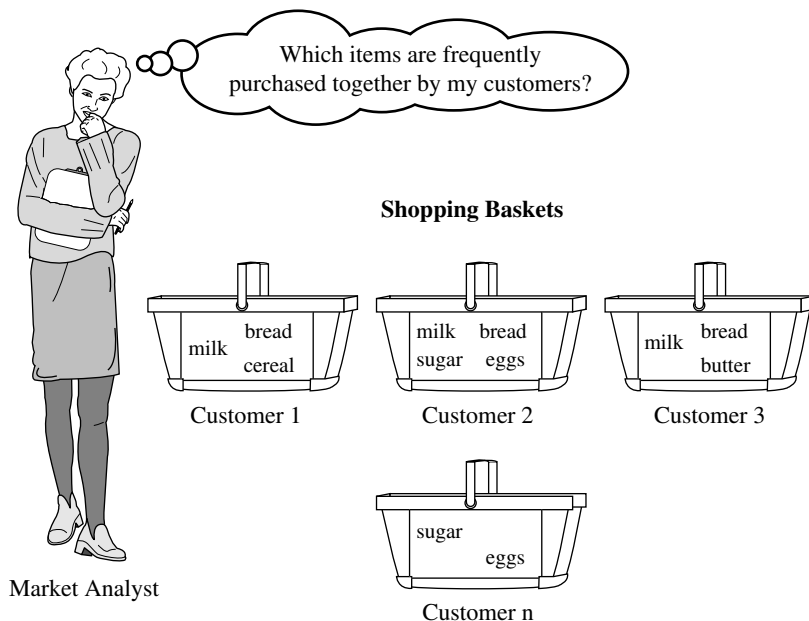 Which items are frequently
purchased together by my customers?
Shopping Baskets
milk
bread
cereal
Customer 1
milk bread
sugar eggs
Customer 2
milk
bread
butter
Customer 3
sugar
eggs
Customer n
Market Analyst